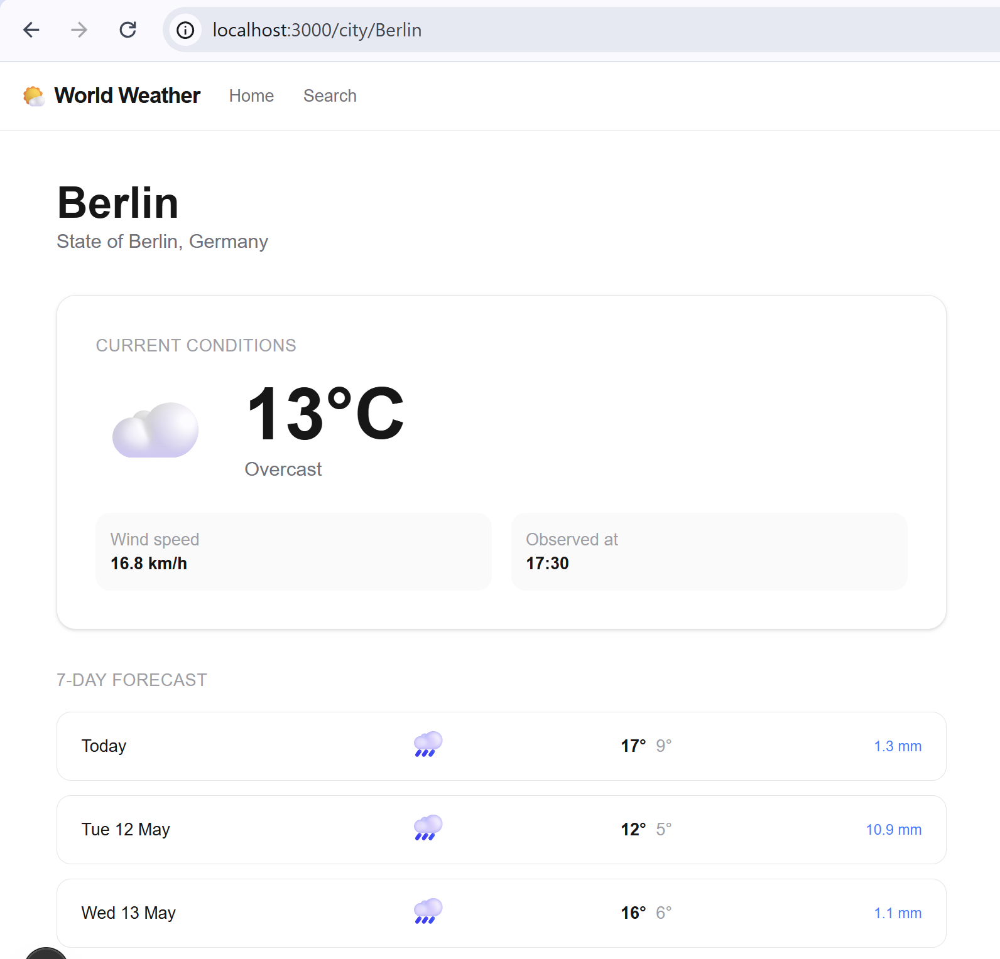 localhost:3000/city/Berlin
World Weather Home Search
Berlin
State of Berlin, Germany
CURRENT CONDITIONS
13°C
Overcast
Wind speed
16.8 km/h
Observed at
17:30
7-DAY FORECAST
Today 17° 9° 1.3 mm
Tue 12 May 12° 5° 10.9 mm
Wed 13 May 16° 6° 1.1 mm